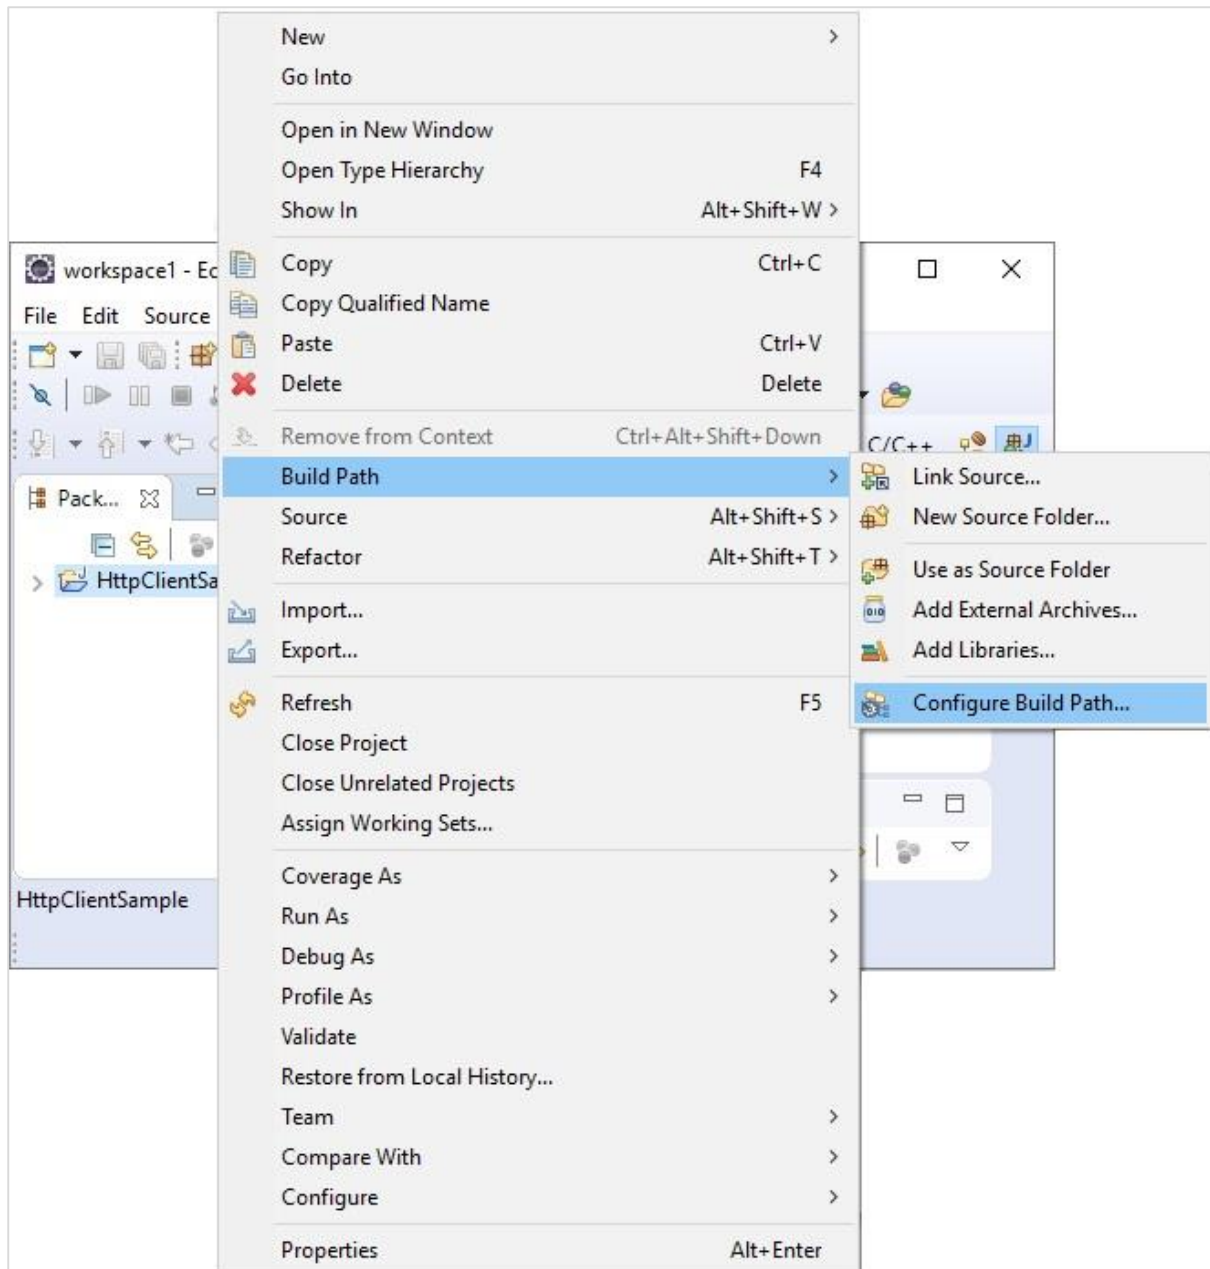 New
Go Into
Open in New Window
Open Type Hierarchy F4
Show In Alt+Shift+W
workspace1 - Ec
Copy Ctrl+C
File Edit Source
Copy Qualified Name
Paste Ctrl+V
Delete Delete
Remove from Context Ctrl+Alt+Shift+Down
C/C++
Pack...
Build Path
Source Alt+Shift+S
Refactor Alt+Shift+T
HttpClientSa
Import...
Export...
Refresh F5
Close Project
Close Unrelated Projects
Assign Working Sets...
Coverage As
HttpClientSample
Run As
Debug As
Profile As
Validate
Restore from Local History...
Team
Compare With
Configure
Properties Alt+Enter
Link Source...
New Source Folder...
Use as Source Folder
Add External Archives...
Add Libraries...
Configure Build Path...